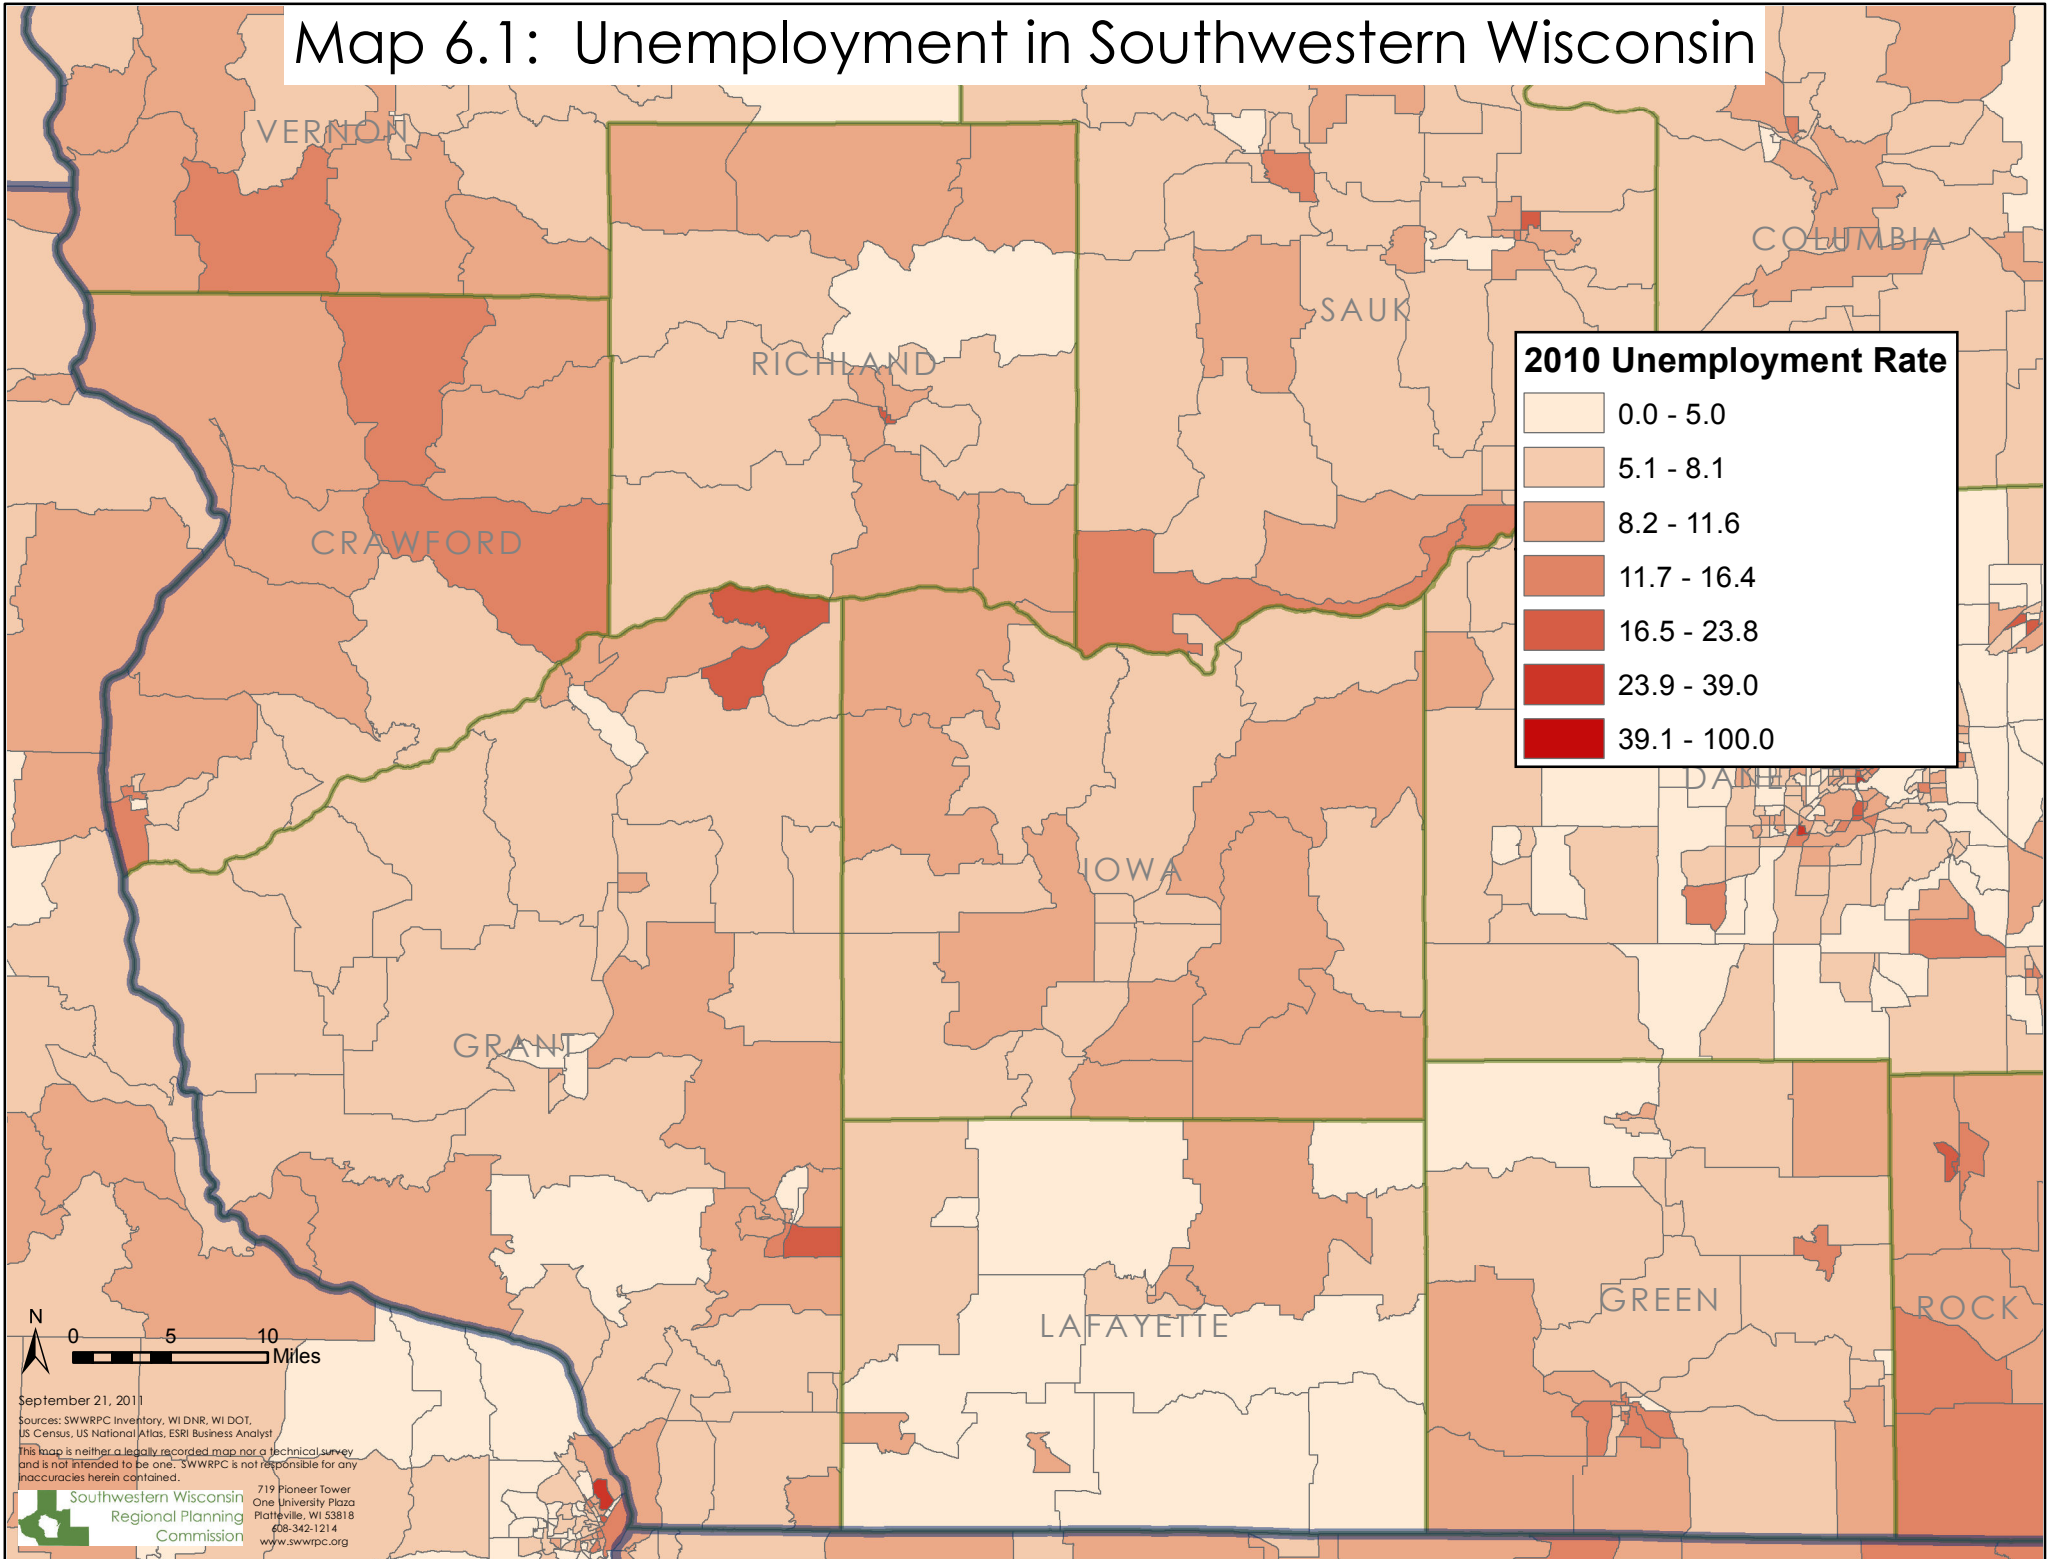 Map 6.1: Unemployment in Southwestern Wisconsin
VERNON
COLUMBIA
SAUK
RICHLAND
2010 Unemployment Rate
0.0 - 5.0
5.1 - 8.1
8.2 - 11.6
11.7 - 16.4
16.5 - 23.8
23.9 - 39.0
39.1 - 100.0
CRAWFORD
DANE
IOWA
GRANT
GREEN
ROCK
LAFAYETTE
N
0 5 10
Miles
September 21, 2011
Sources: SWWRPC Inventory, WI DNR, WI DOT,
US Census, US National Atlas, ESRI Business Analyst
This map is neither a legally recorded map nor a technical survey
and is not intended to be one. SWWRPC is not responsible for any
inaccuracies herein contained.
Southwestern Wisconsin
Regional Planning
Commission
719 Pioneer Tower
One University Plaza
Platteville, WI 53818
608-342-1214
www.swwrpc.org